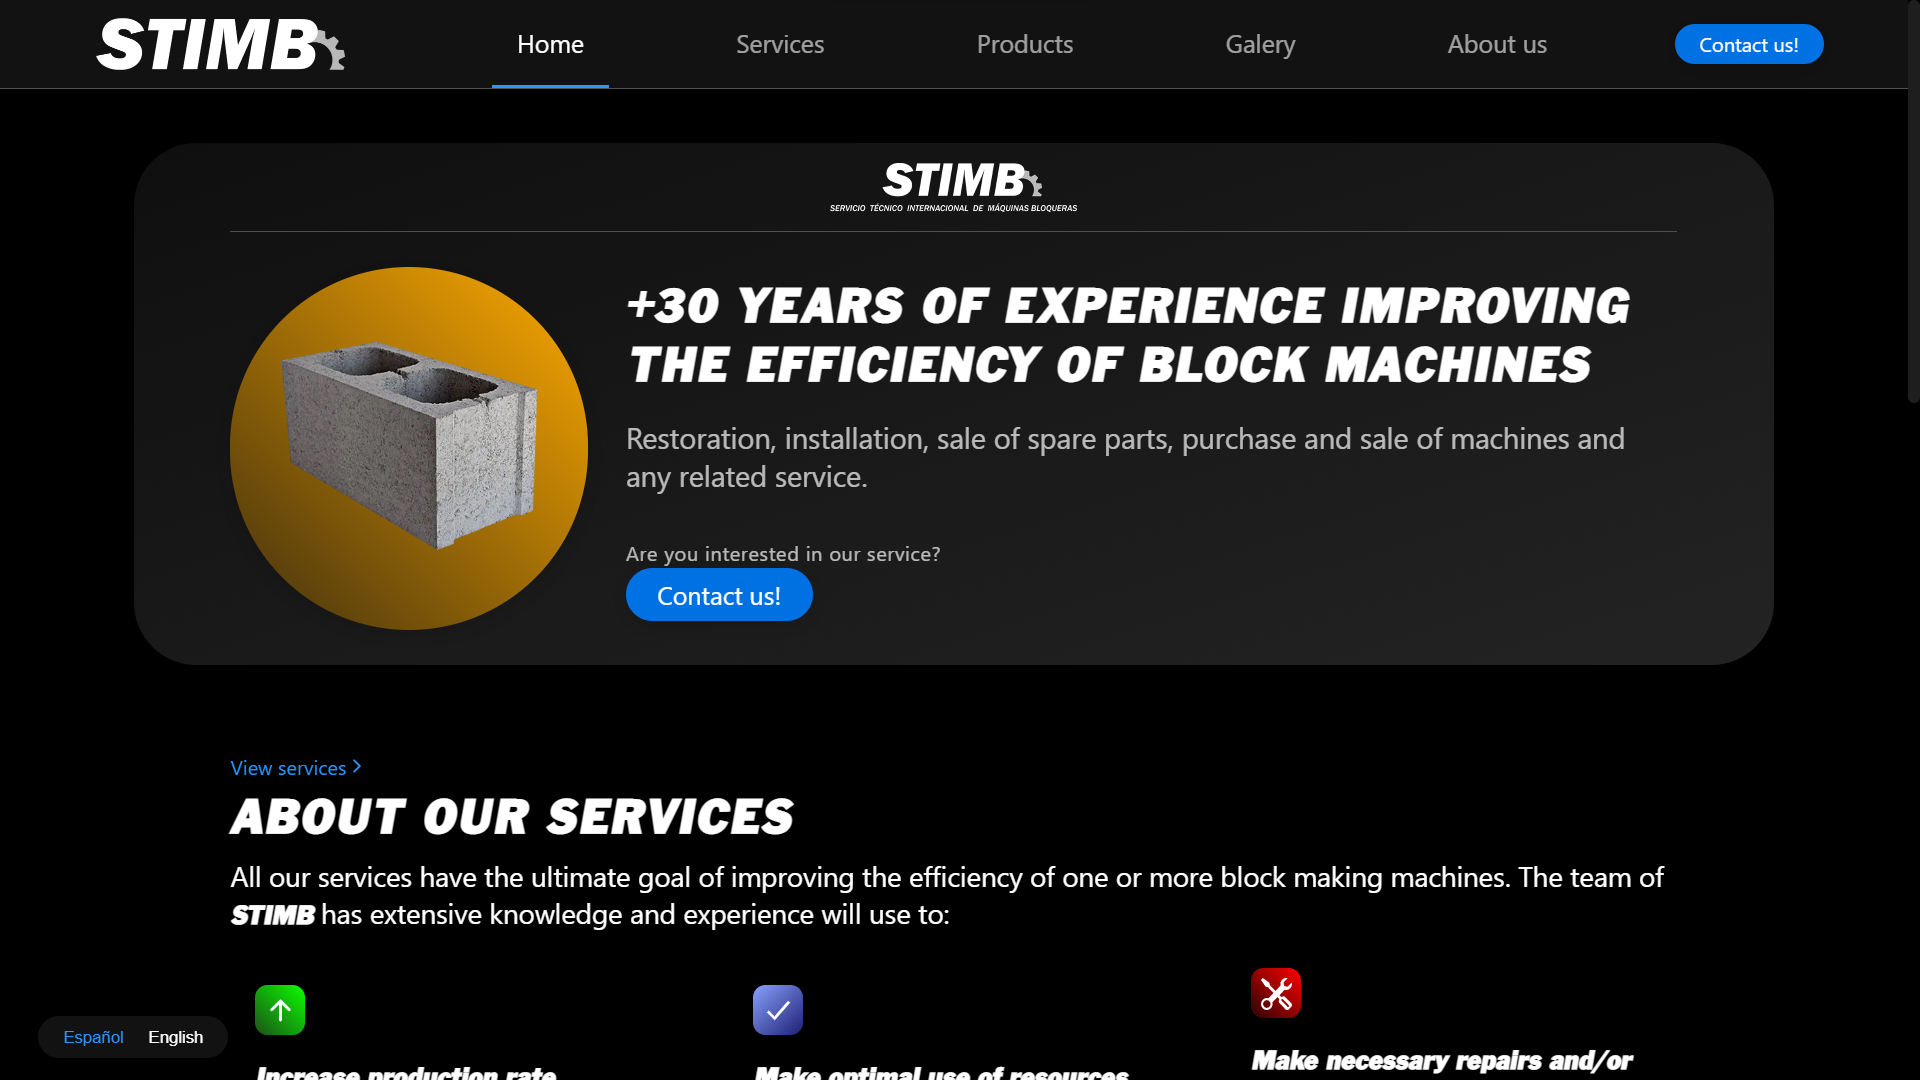 STIMB
Home
Services
Products
Galery
About us
Contact us!
STIMB
SERVICIO TÉCNICO INTERNACIONAL DE MÁQUINAS BLOQUERAS
+30 YEARS OF EXPERIENCE IMPROVING
THE EFFICIENCY OF BLOCK MACHINES
Restoration, installation, sale of spare parts, purchase and sale of machines and
any related service.
Are you interested in our service?
Contact us!
View services
ABOUT OUR SERVICES
All our services have the ultimate goal of improving the efficiency of one or more block making machines. The team of
STIMB has extensive knowledge and experience will use to:
Increase production rate
Make optimal use of resources
Make necessary repairs and/or
Español
English